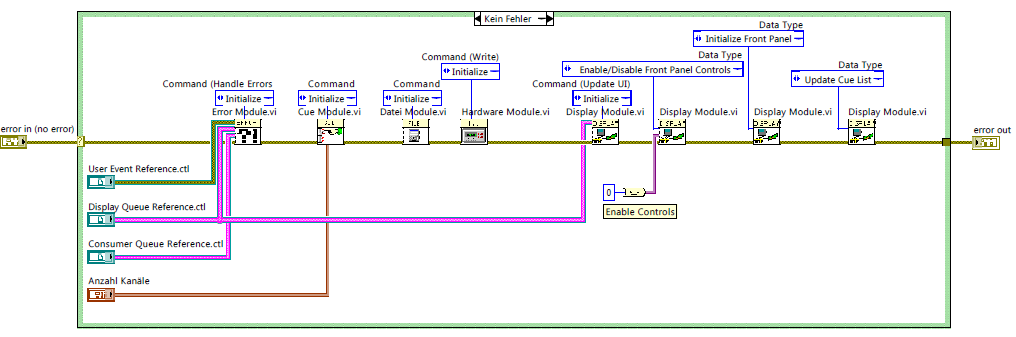 Kein Fehler
Data Type
Initialize Front Panel
Command (Write)
Data Type
Data Type
Initialize
Enable/Disable Front Panel Controls
Update Cue List
Command (Handle Errors
Command
Command
Command (Update UI)
Initialize
Initialize
Initialize
Initialize
Error Module.vi
Cue Module.vi
Datei Module.vi
Hardware Module.vi
Display Module.vi
Display Module.vi
Display Module.vi
Display Module.vi
error in (no error)
error out
User Event Reference.ctl
0
Display Queue Reference.ctl
Enable Controls
Consumer Queue Reference.ctl
Anzahl Kanäle